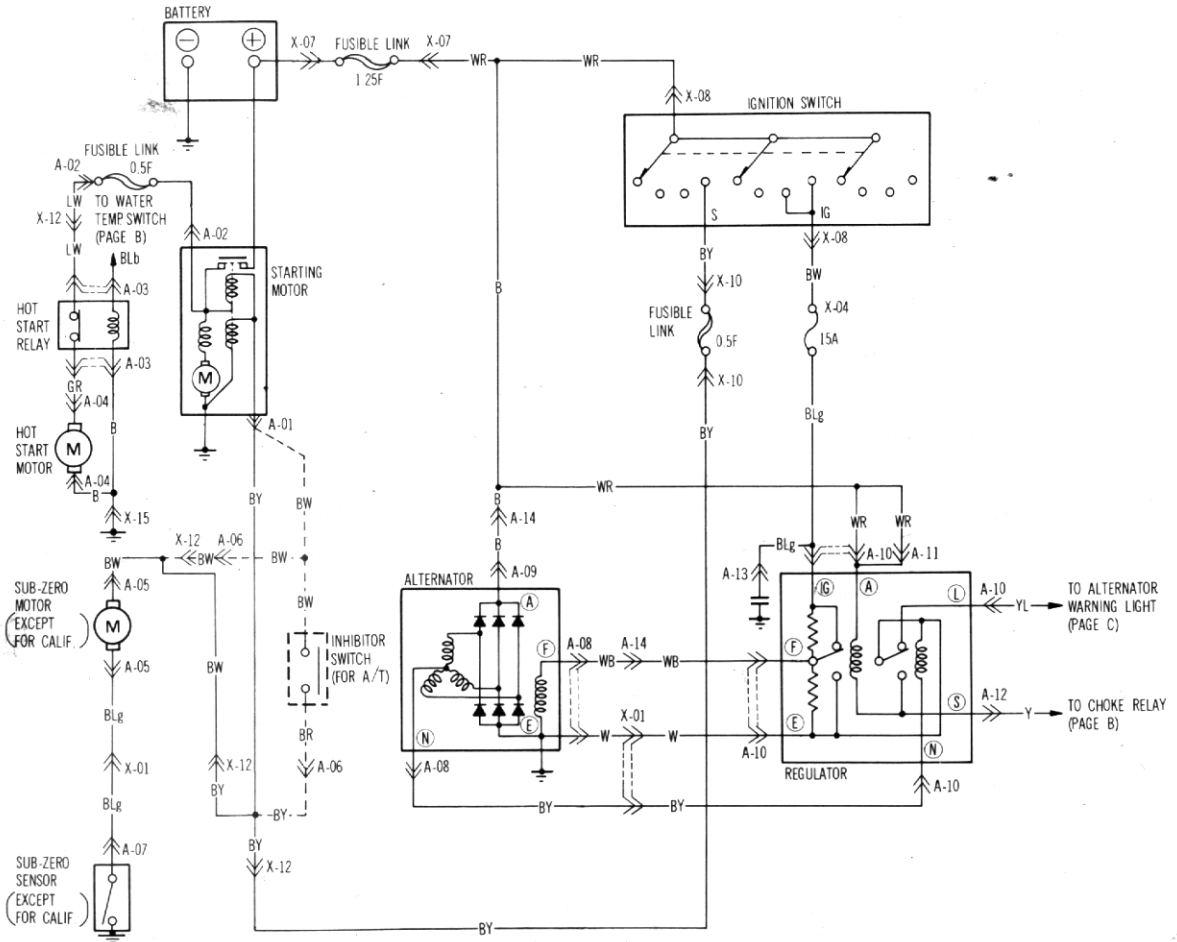 BATTERY
X-07
FUSIBLE LINK
X-07
WR
WR
1.25F
X-08
IGNITION SWITCH
FUSIBLE LINK
0.5F
A-02
LW
TO WATER
TEMP SWITCH
(PAGE B)
X-12
LW
BLb
A-02
S
IG
X-08
STARTING
MOTOR
A-03
BY
BW
X-10
B
HOT
START
RELAY
FUSIBLE
LINK
0.5F
X-04
15A
M
A-03
X-10
GR
A-04
A-01
BLg
B
HOT
START
MOTOR
M
BY
A-04
B
BY
BW
WR
B
A-14
X-15
WR
WR
X-12
A-06
BW
BW
BW
B
BLg
A-10
A-11
A-05
A-09
A-13
ALTERNATOR
SUB-ZERO
MOTOR
(EXCEPT
FOR CALIF.)
M
BW
A
IG
A
L
A-10
YL
TO ALTERNATOR
WARNING LIGHT
(PAGE C)
INHIBITOR
SWITCH
(FOR A/T)
F
A-08
A-14
WB
WB
F
A-05
BW
S
A-12
Y
TO CHOKE RELAY
(PAGE B)
BLg
E
X-01
E
N
BR
W
W
A-10
N
X-01
X-12
A-06
A-08
REGULATOR
A-10
BY
BLg
BY
BY
BY
A-07
BY
X-12
SUB-ZERO
SENSOR
(EXCEPT
FOR CALIF)
BY